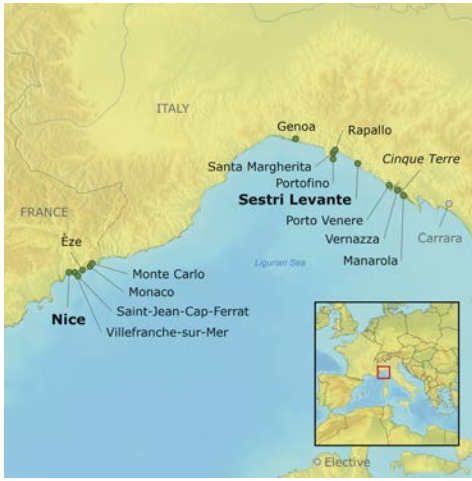 ITALY
Genoa
Rapallo
Santa Margherita
Cinque Terre
Portofino
Sestri Levante
FRANCE
Porto Venere
Vernazza
Carrara
Èze
Manarola
Ligurian Sea
Monte Carlo
Monaco
Saint-Jean-Cap-Ferrat
Nice
Villefranche-sur-Mer
Elective